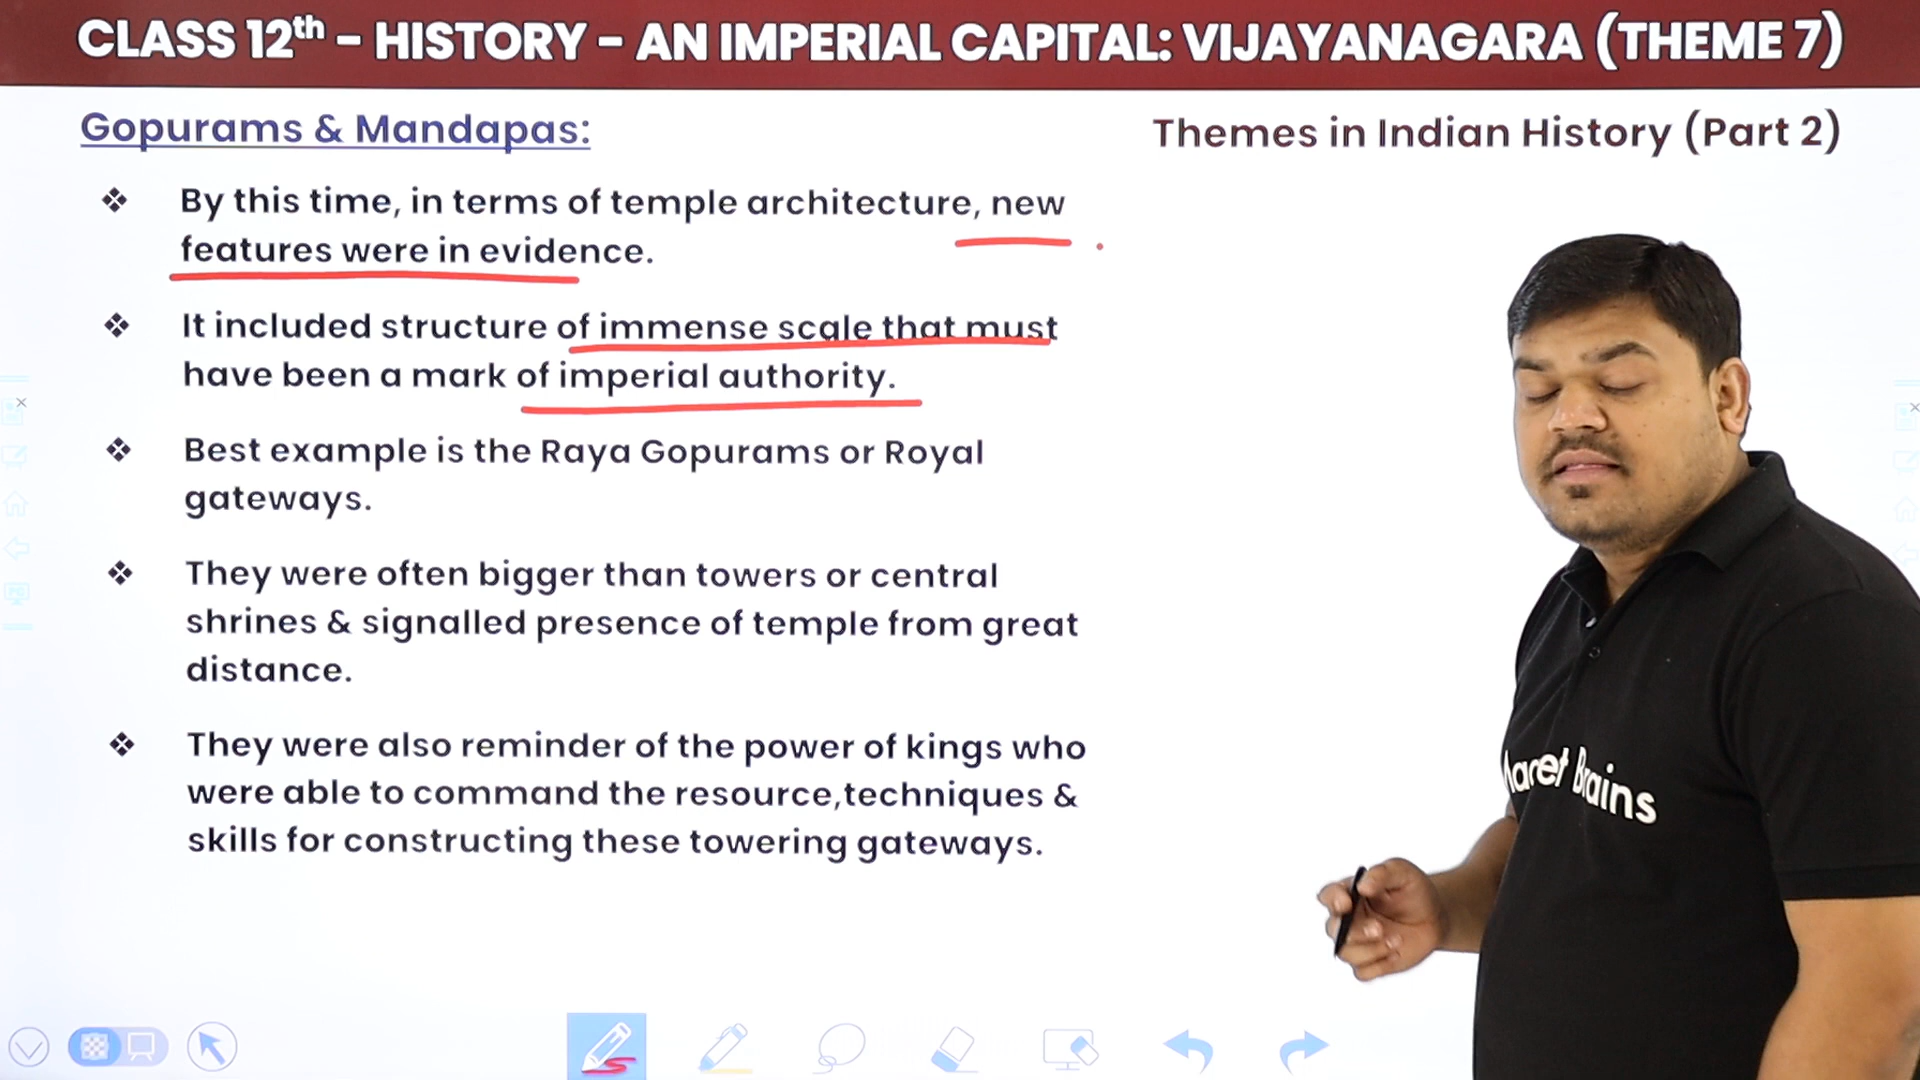 CLASS 12th - HISTORY - AN IMPERIAL CAPITAL: VIJAYANAGARA (THEME 7)
Gopurams & Mandapas:
Themes in Indian History (Part 2)
❖ By this time, in terms of temple architecture, new
features were in evidence.
❖ It included structure of immense scale that must
have been a mark of imperial authority.
❖ Best example is the Raya Gopurams or Royal
gateways.
❖ They were often bigger than towers or central
shrines & signalled presence of temple from great
distance.
❖ They were also reminder of the power of kings who
were able to command the resource,techniques &
skills for constructing these towering gateways.
Brains